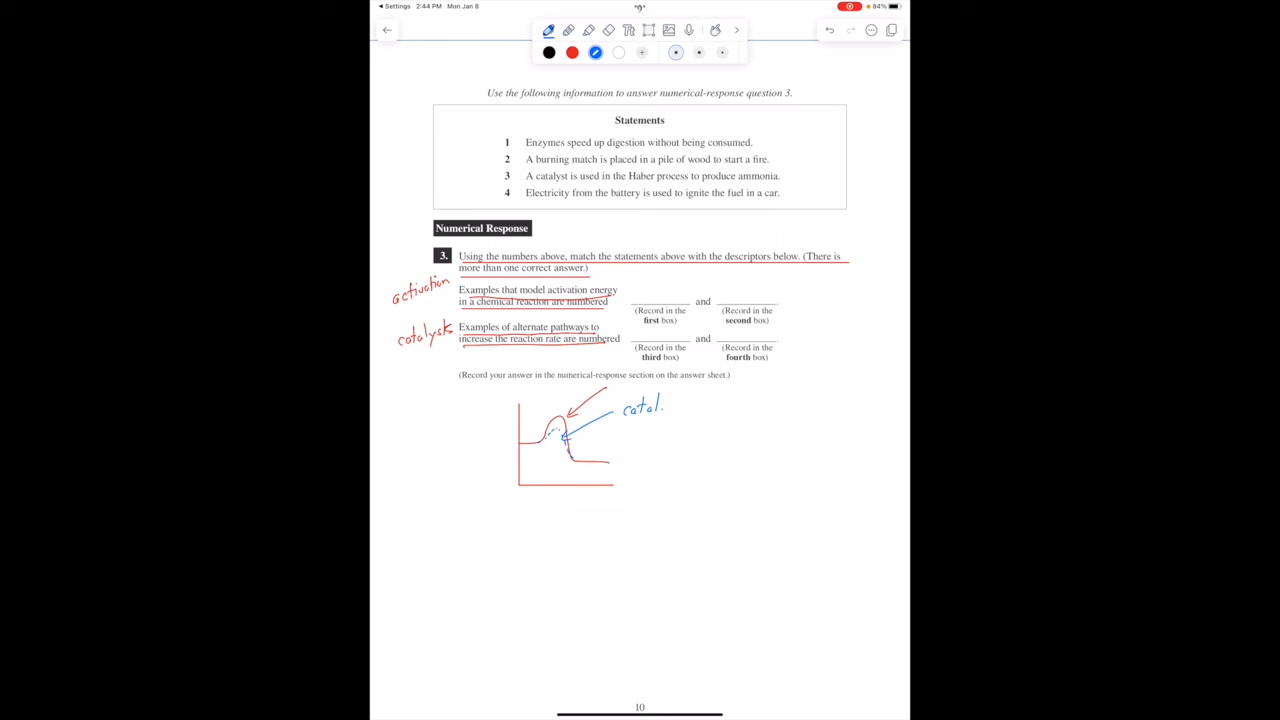 Settings 2:44 PM Mon Jan 8
"9"
84%
Use the following information to answer numerical-response question 3.
Statements
1 Enzymes speed up digestion without being consumed.
2 A burning match is placed in a pile of wood to start a fire.
3 A catalyst is used in the Haber process to produce ammonia.
4 Electricity from the battery is used to ignite the fuel in a car.
Numerical Response
3. Using the numbers above, match the statements above with the descriptors below. (There is
more than one correct answer.)
activation
Examples that model activation energy
in a chemical reaction are numbered ________ and ________.
(Record in the first box) (Record in the second box)
catalysts
Examples of alternate pathways to
increase the reaction rate are numbered ________ and ________.
(Record in the third box) (Record in the fourth box)
(Record your answer in the numerical-response section on the answer sheet.)
catal.
10